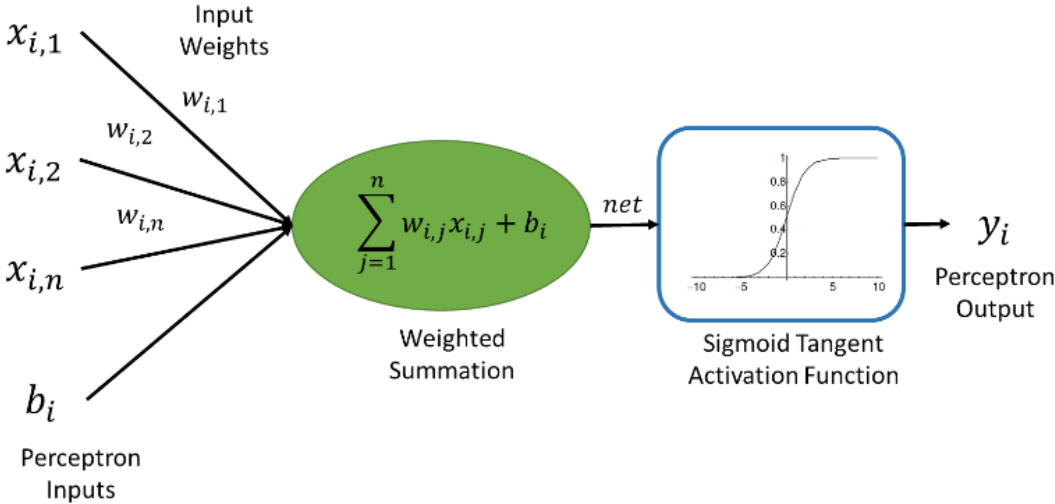 x_{i,1}
Input
Weights
w_{i,1}
w_{i,2}
x_{i,2}
w_{i,n}
x_{i,n}
b_i
Perceptron
Inputs
\sum_{j=1}^{n} w_{i,j} x_{i,j} + b_i
Weighted
Summation
net
1
0.8
0.6
0.4
0.2
-10 -5 5 10
Sigmoid Tangent
Activation Function
y_i
Perceptron
Output